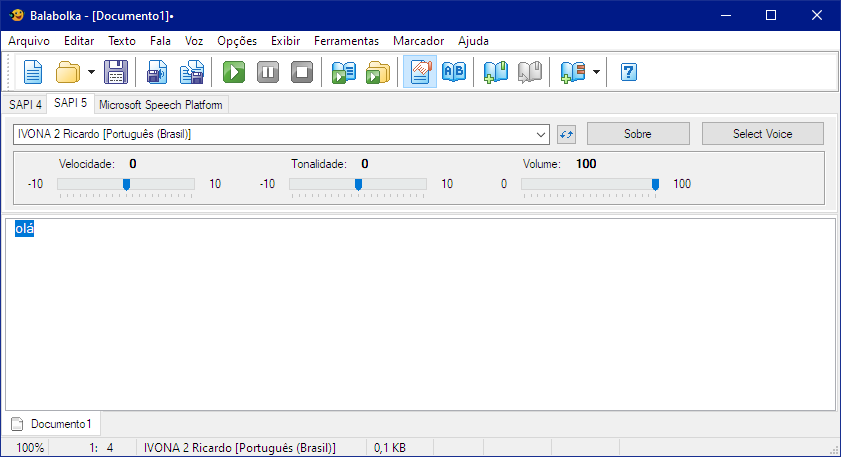 Balabolka - [Documento1]•
Arquivo Editar Texto Fala Voz Opções Exibir Ferramentas Marcador Ajuda
AB ?
SAPI 4 SAPI 5 Microsoft Speech Platform
IVONA 2 Ricardo [Português (Brasil)] Sobre Select Voice
Velocidade: 0 Tonalidade: 0 Volume: 100
-10 10 -10 10 0 100
olá
Documento1
100% 1: 4 IVONA 2 Ricardo [Português (Brasil)] 0,1 KB